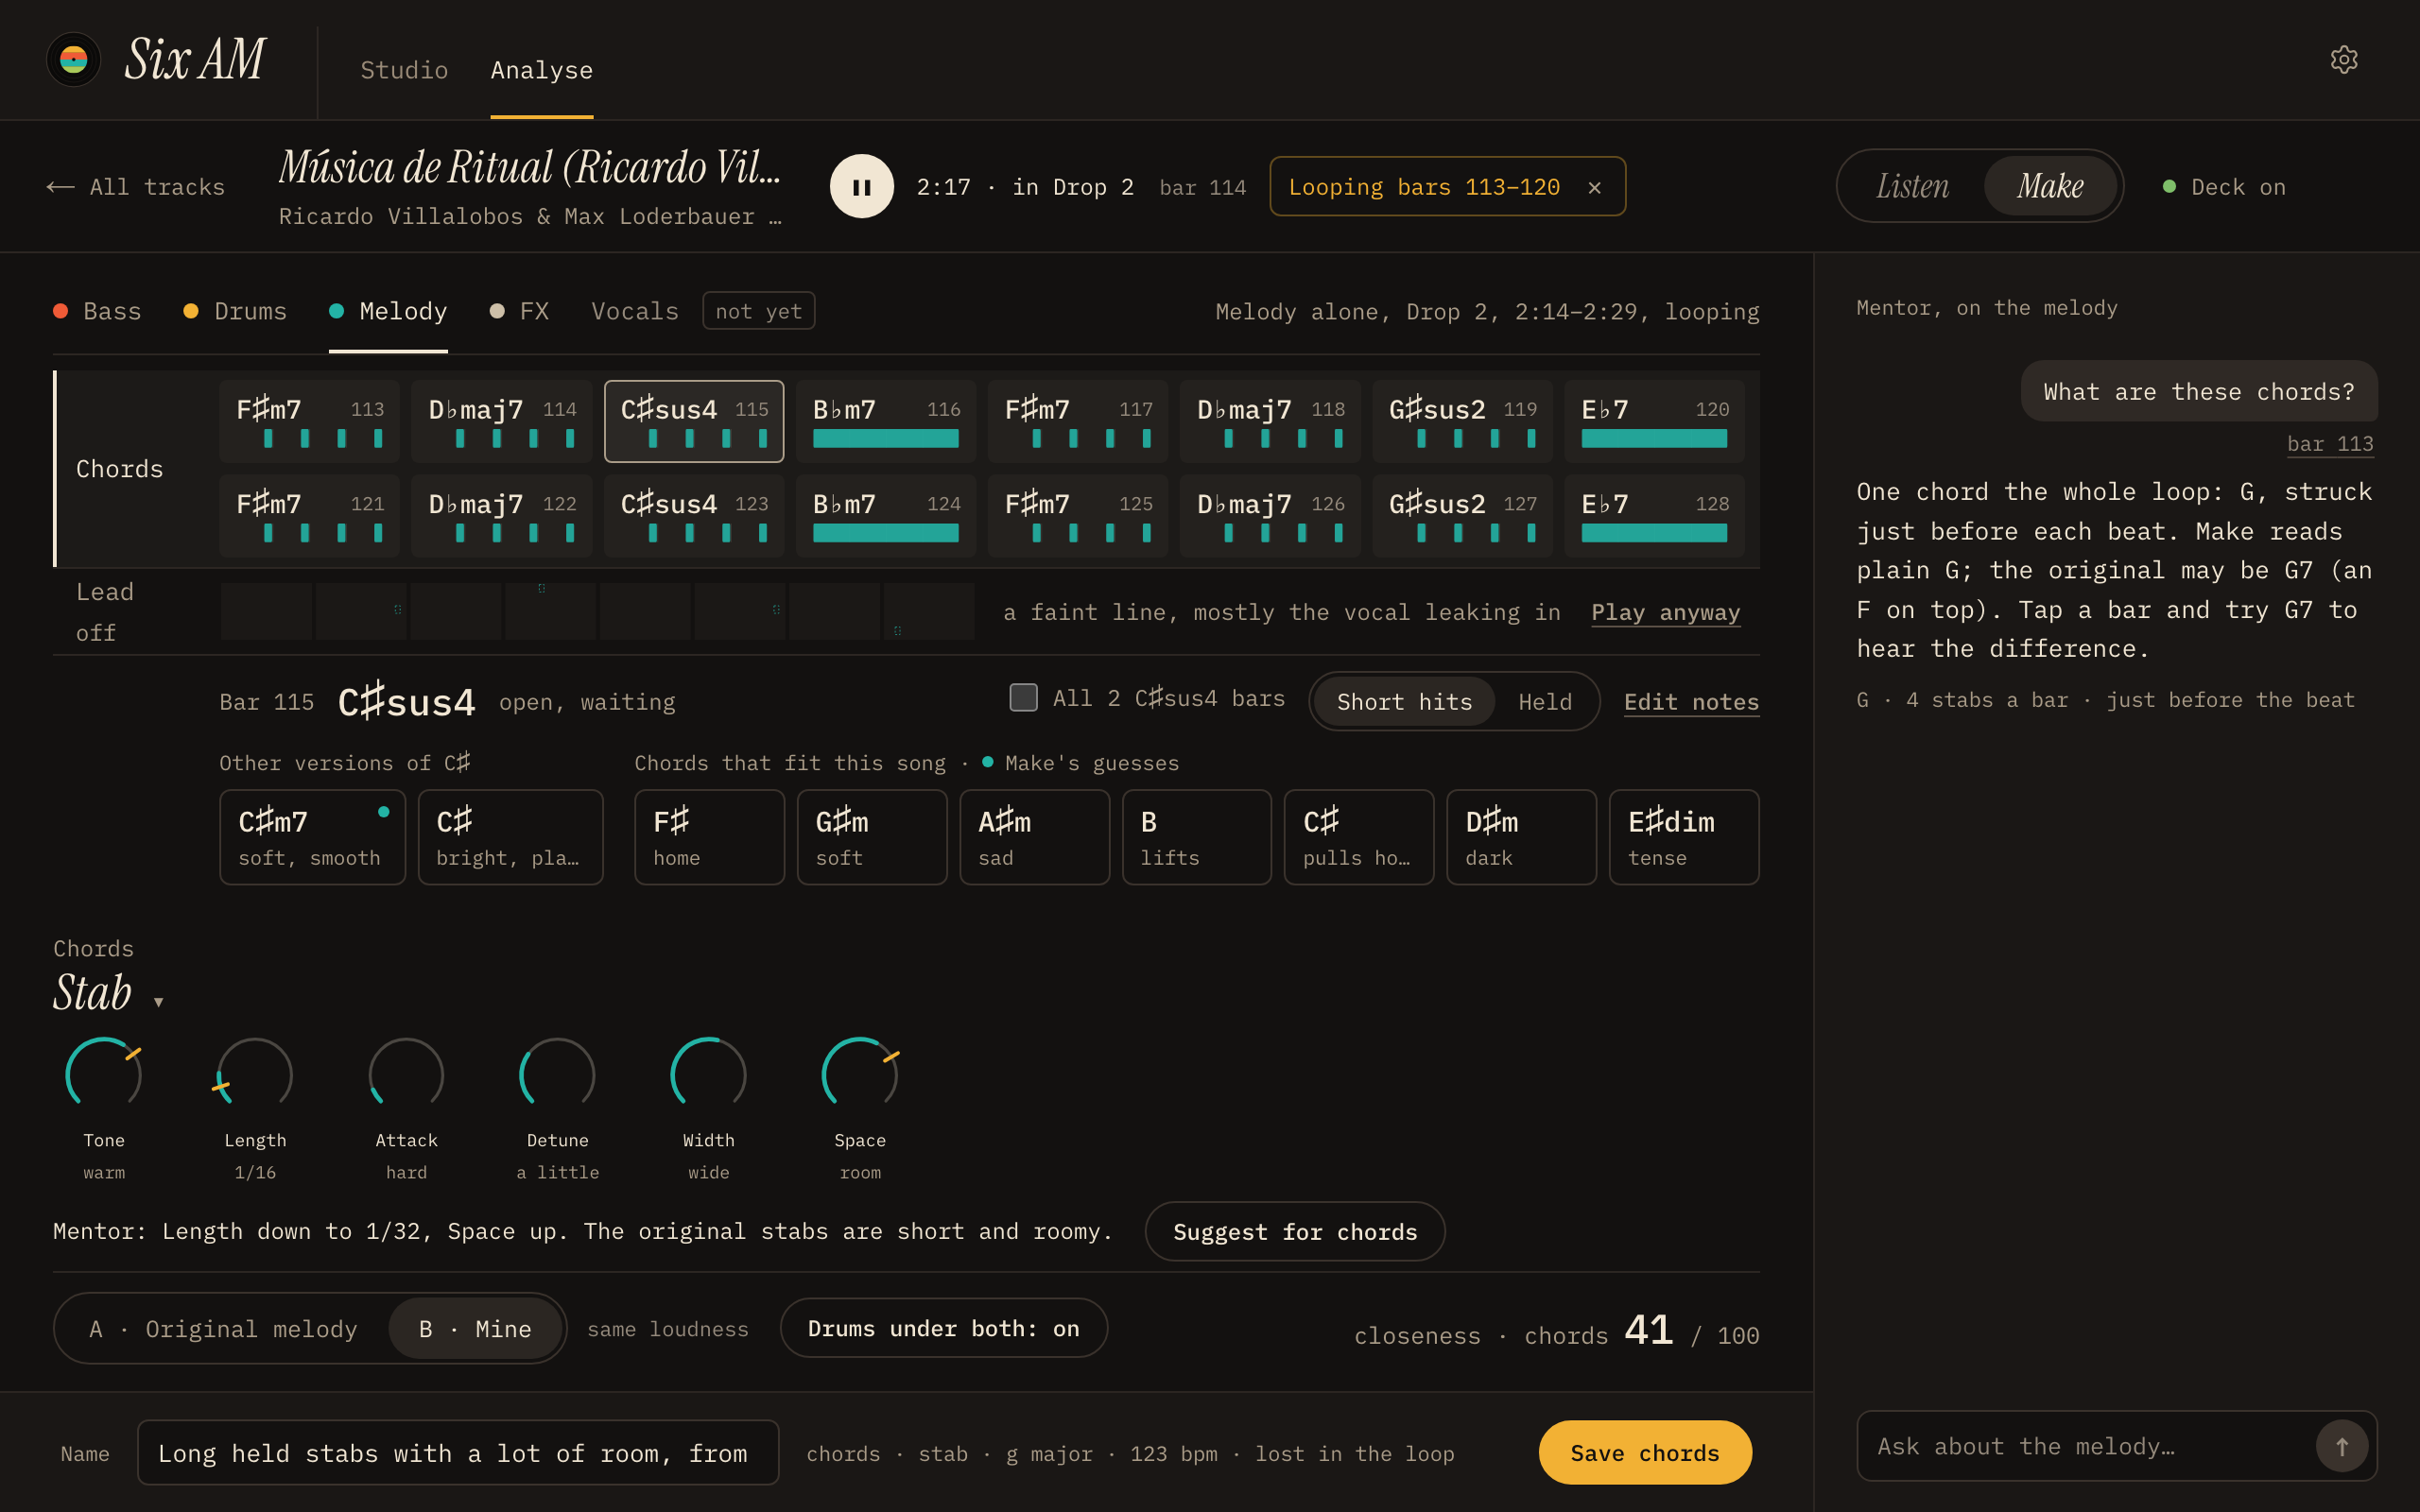 Six AM
Studio
Analyse
← All tracks
Música de Ritual (Ricardo Vil…
Ricardo Villalobos & Max Loderbauer …
2:17 · in Drop 2
bar 114
Looping bars 113–120 ×
Listen
Make
Deck on
Bass
Drums
Melody
FX
Vocals
not yet
Melody alone, Drop 2, 2:14–2:29, looping
Chords
F♯m7 113
D♭maj7 114
C♯sus4 115
B♭m7 116
F♯m7 117
D♭maj7 118
G♯sus2 119
E♭7 120
F♯m7 121
D♭maj7 122
C♯sus4 123
B♭m7 124
F♯m7 125
D♭maj7 126
G♯sus2 127
E♭7 128
Lead
off
a faint line, mostly the vocal leaking in
Play anyway
Bar 115 C♯sus4 open, waiting
All 2 C♯sus4 bars
Short hits
Held
Edit notes
Other versions of C♯
C♯m7
soft, smooth
C♯
bright, pla…
Chords that fit this song · Make's guesses
F♯
home
G♯m
soft
A♯m
sad
B
lifts
C♯
pulls ho…
D♯m
dark
E♯dim
tense
Chords
Stab ▾
Tone
warm
Length
1/16
Attack
hard
Detune
a little
Width
wide
Space
room
Mentor: Length down to 1/32, Space up. The original stabs are short and roomy.
Suggest for chords
A · Original melody
B · Mine
same loudness
Drums under both: on
closeness · chords 41 / 100
Name
Long held stabs with a lot of room, from
chords · stab · g major · 123 bpm · lost in the loop
Save chords
Mentor, on the melody
What are these chords?
bar 113
One chord the whole loop: G, struck
just before each beat. Make reads
plain G; the original may be G7 (an
F on top). Tap a bar and try G7 to
hear the difference.
G · 4 stabs a bar · just before the beat
Ask about the melody…
↑